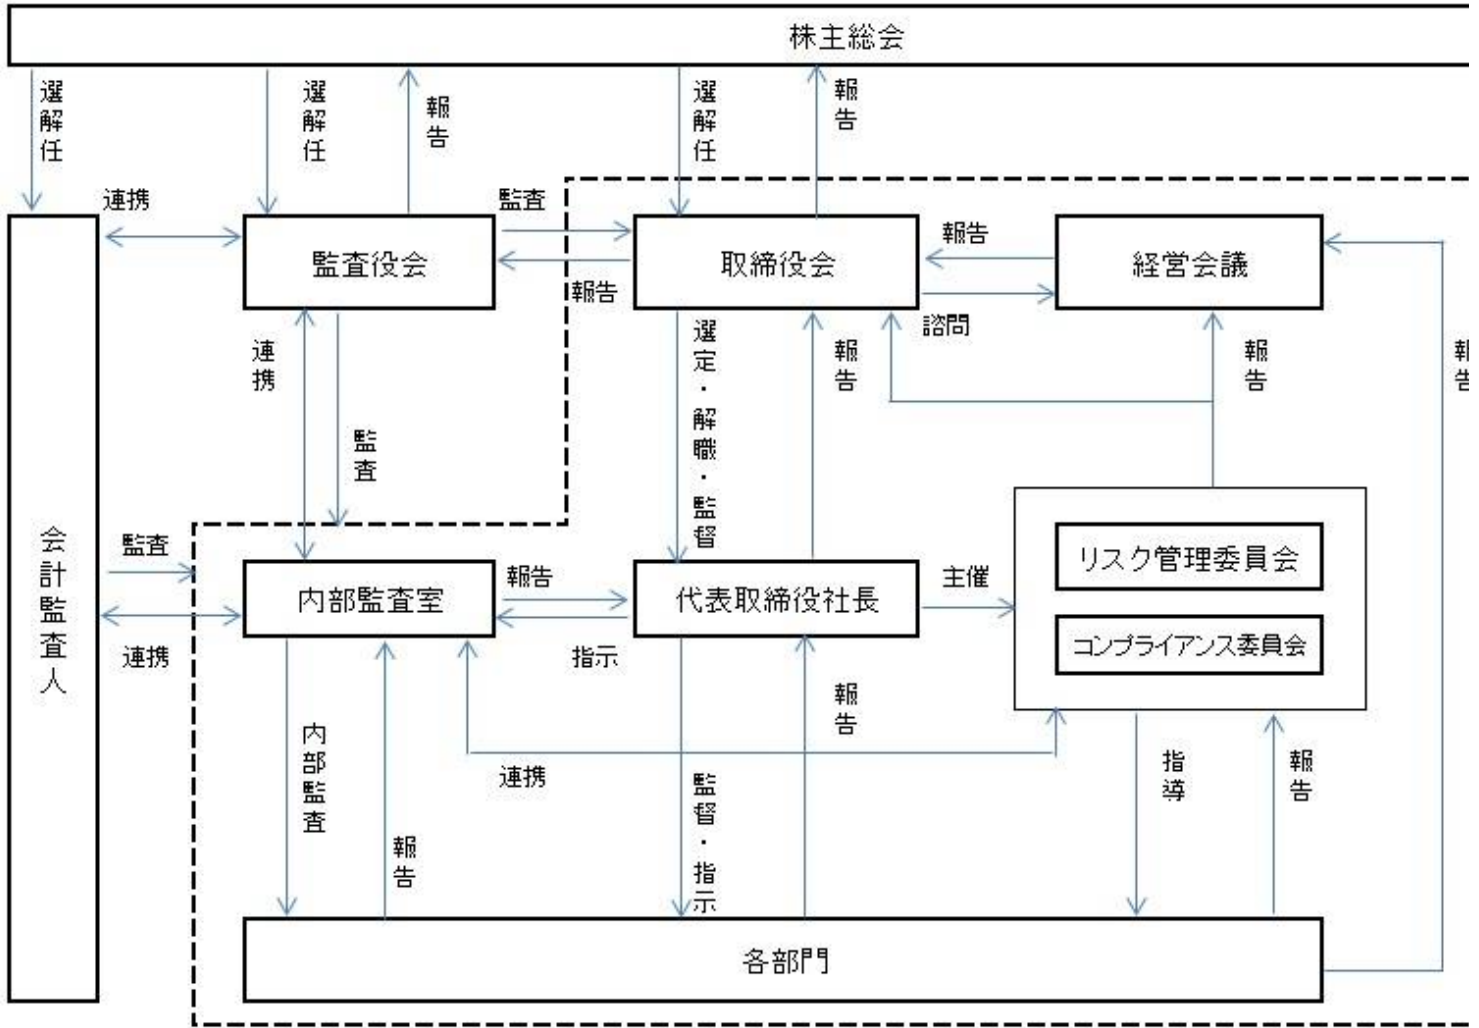 株主総会
選解任
選解任
報告
選解任
報告
連携
監査
監査役会
取締役会
報告
経営会議
報告
諮問
連携
監査
選定・解職・監督
報告
報告
報告
会計監査人
監査
連携
内部監査室
報告
指示
代表取締役社長
主催
リスク管理委員会
コンプライアンス委員会
内部監査
報告
連携
監督・指示
報告
指導
報告
各部門